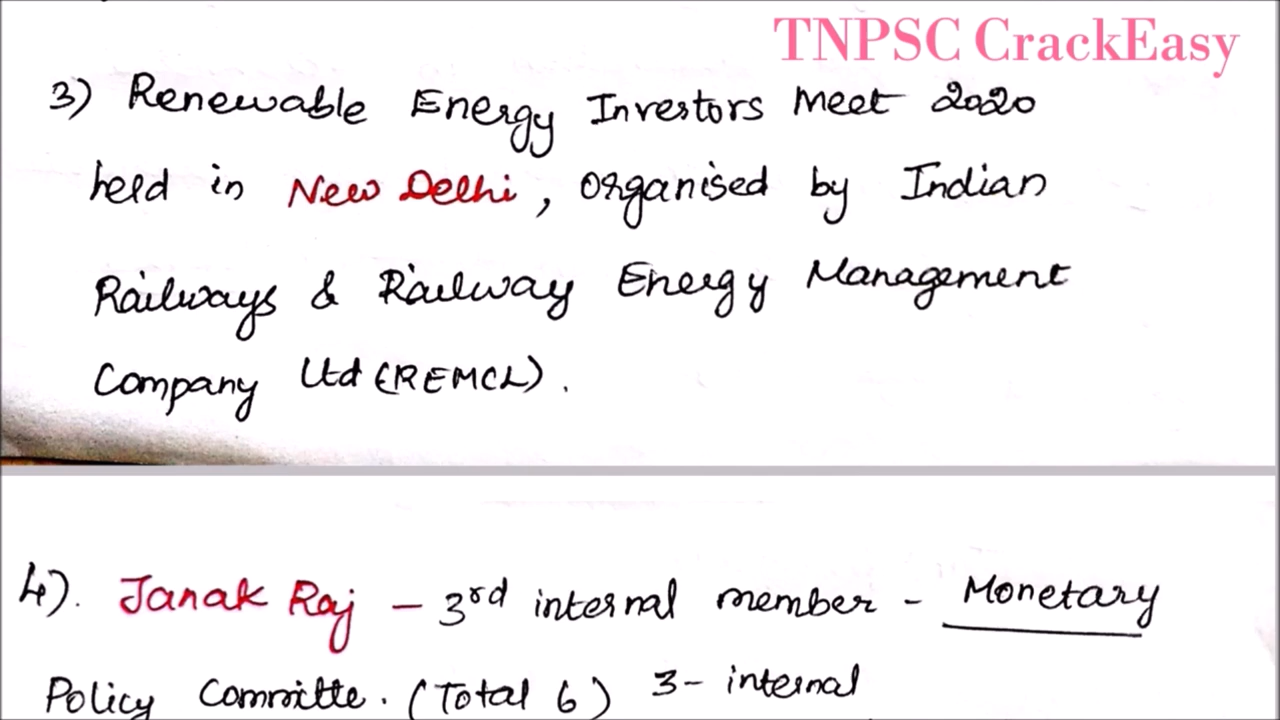 TNPSC CrackEasy
3) Renewable Energy Investors Meet 2020
held in New Delhi, organised by Indian
Railways & Railway Energy Management
Company Ltd (REMCL).
4). Janak Raj - 3rd internal member - Monetary
Policy Committe. (Total 6) 3- internal